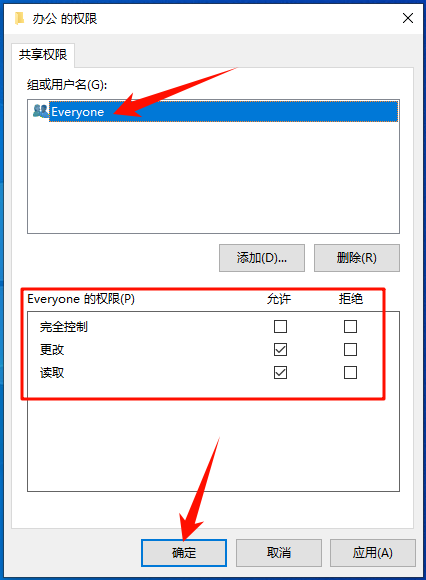 办公 的权限
共享权限
组或用户名(G):
Everyone
添加(D)... 删除(R)
Everyone 的权限(P) 允许 拒绝
完全控制
更改
读取
确定 取消 应用(A)